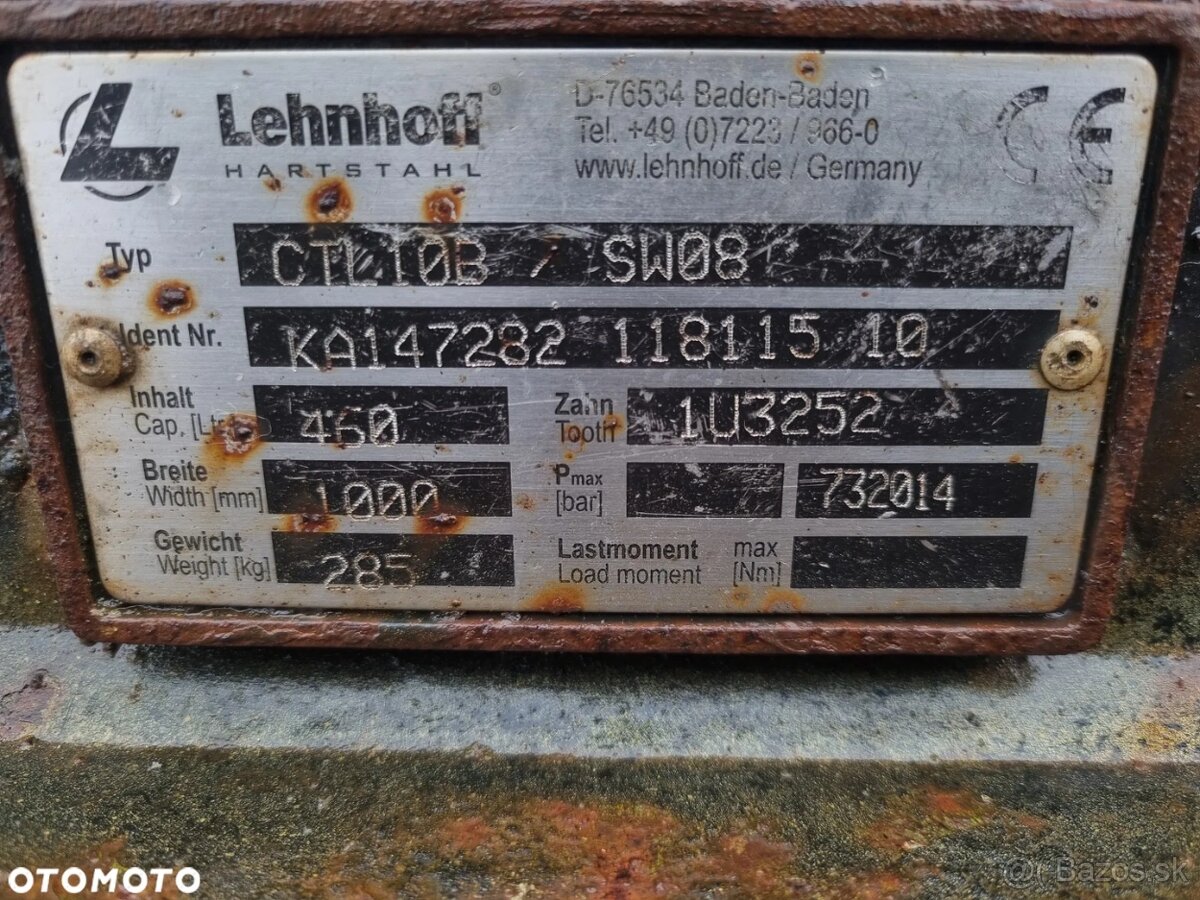 Lehnhoff®
HARTSTAHL
D-76534 Baden-Baden
Tel. +49 (0)7223 / 966-0
www.lehnhoff.de / Germany
CE
Typ CTL10B / SW08
Ident Nr. KA147282 118115 10
Inhalt
Cap. [Ltr 460
Zahn
Tooth 1U3252
Breite
Width [mm] 1000
Pmax
[bar] 732014
Gewicht
Weight [kg] 285
Lastmoment max
Load moment [Nm]
OTOMOTO
Bazos.sk